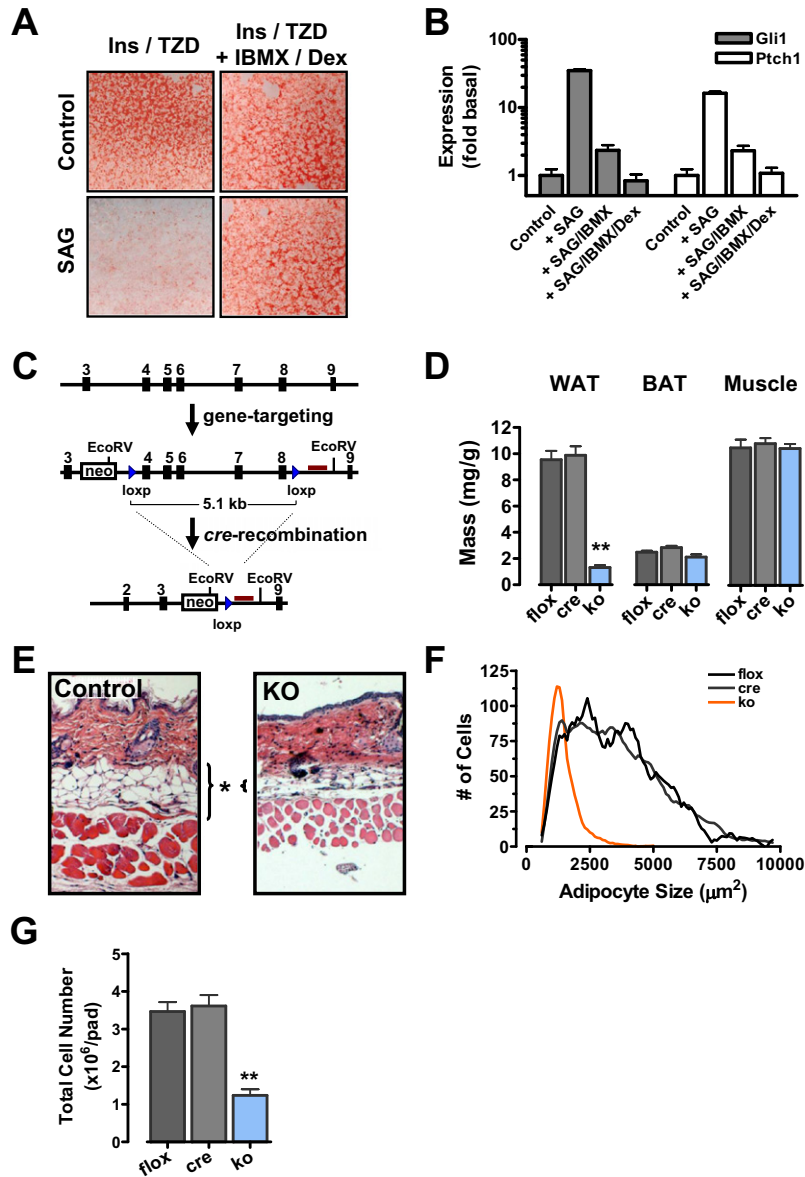 A
Ins / TZD
Ins / TZD
+ IBMX / Dex
Control
SAG
B
Gli1
Ptch1
Expression
(fold basal)
100
10
1
Control
+ SAG
+ SAG/IBMX
+ SAG/IBMX/Dex
Control
+ SAG
+ SAG/IBMX
+ SAG/IBMX/Dex
C
3 4 5 6 7 8 9
gene-targeting
3 EcoRV 4 5 6 7 8 EcoRV 9
neo
loxp loxp
5.1 kb
cre-recombination
2 3 EcoRV EcoRV 9
neo
loxp
D
WAT BAT Muscle
Mass (mg/g)
12
10
8
6
4
2
0
**
flox cre ko flox cre ko flox cre ko
E
Control
KO
*
F
flox
cre
ko
# of Cells
125
100
75
50
25
0
0 2500 5000 7500 10000
Adipocyte Size (μm²)
G
Total Cell Number
(x10⁶/pad)
5
4
3
2
1
0
**
flox cre ko